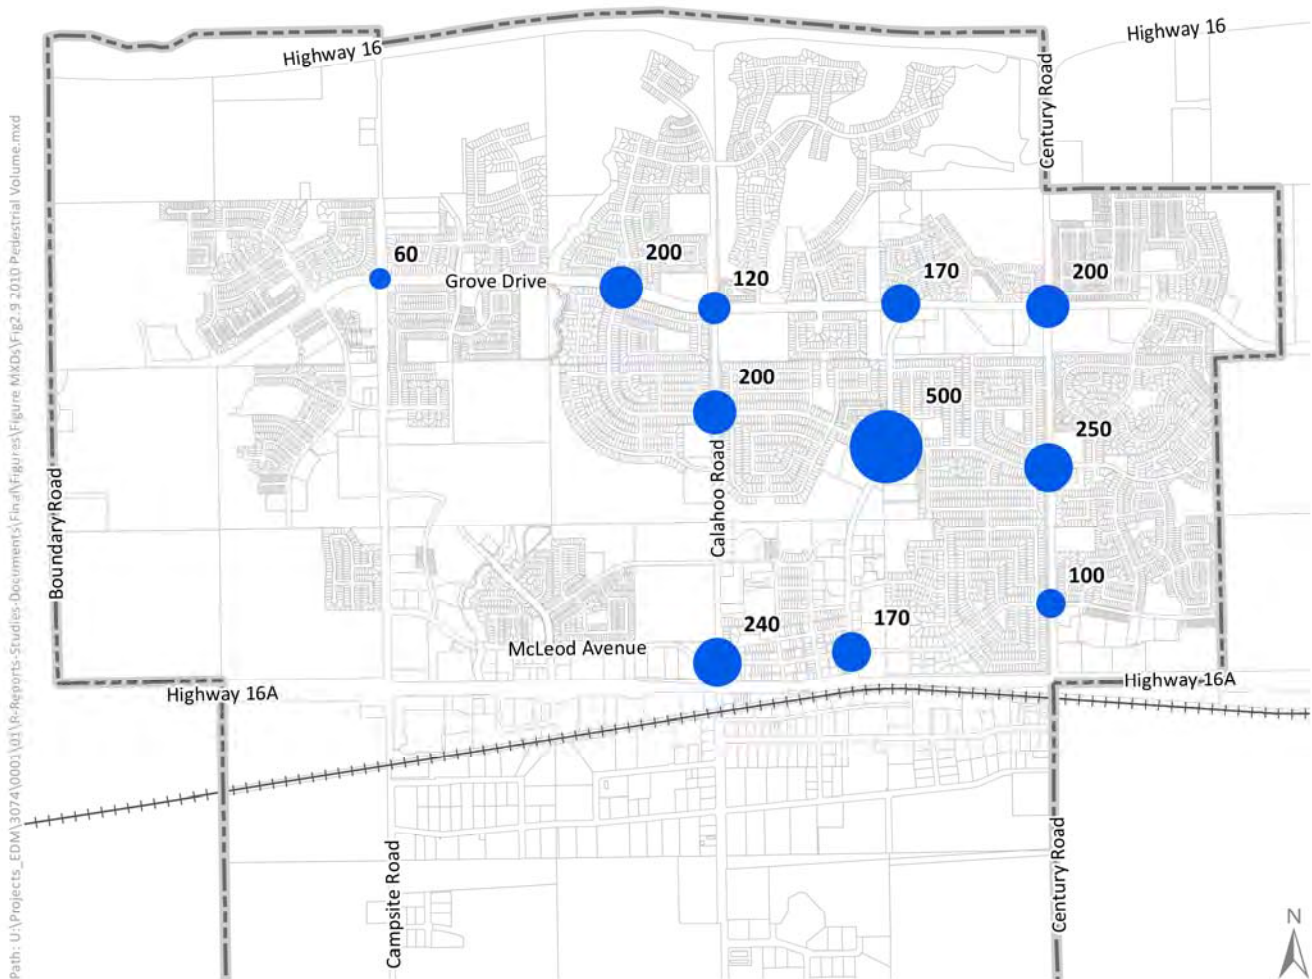 Highway 16
Highway 16
Century Road
60
Grove Drive
200
120
170
200
200
500
250
Boundary Road
Calahoo Road
100
240
170
McLeod Avenue
Highway 16A
Highway 16A
Campsite Road
Century Road
N
Path: U:\Projects_EDM\3074\0001\01\R-Reports-Studies-Documents\Final\Figures\Figure MXDs\Fig2.9 2010 Pedestrial Volume.mxd